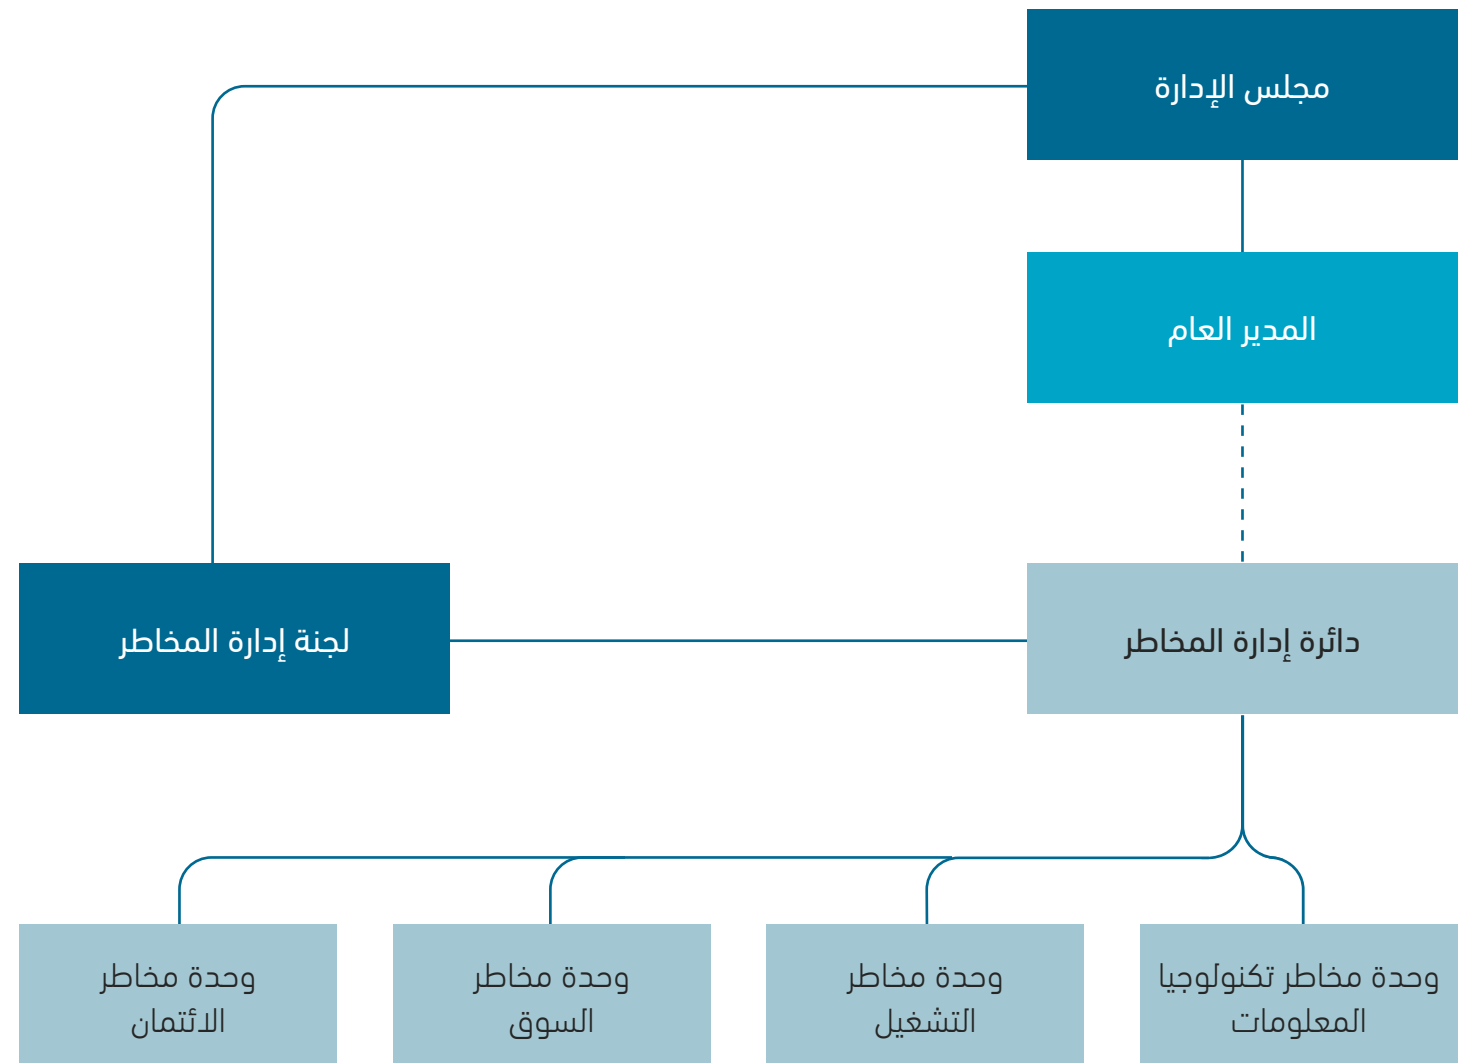 مجلس الإدارة
المدير العام
دائرة إدارة المخاطر
لجنة إدارة المخاطر
وحدة مخاطر تكنولوجيا
المعلومات
وحدة مخاطر
التشغيل
وحدة مخاطر
السوق
وحدة مخاطر
الائتمان